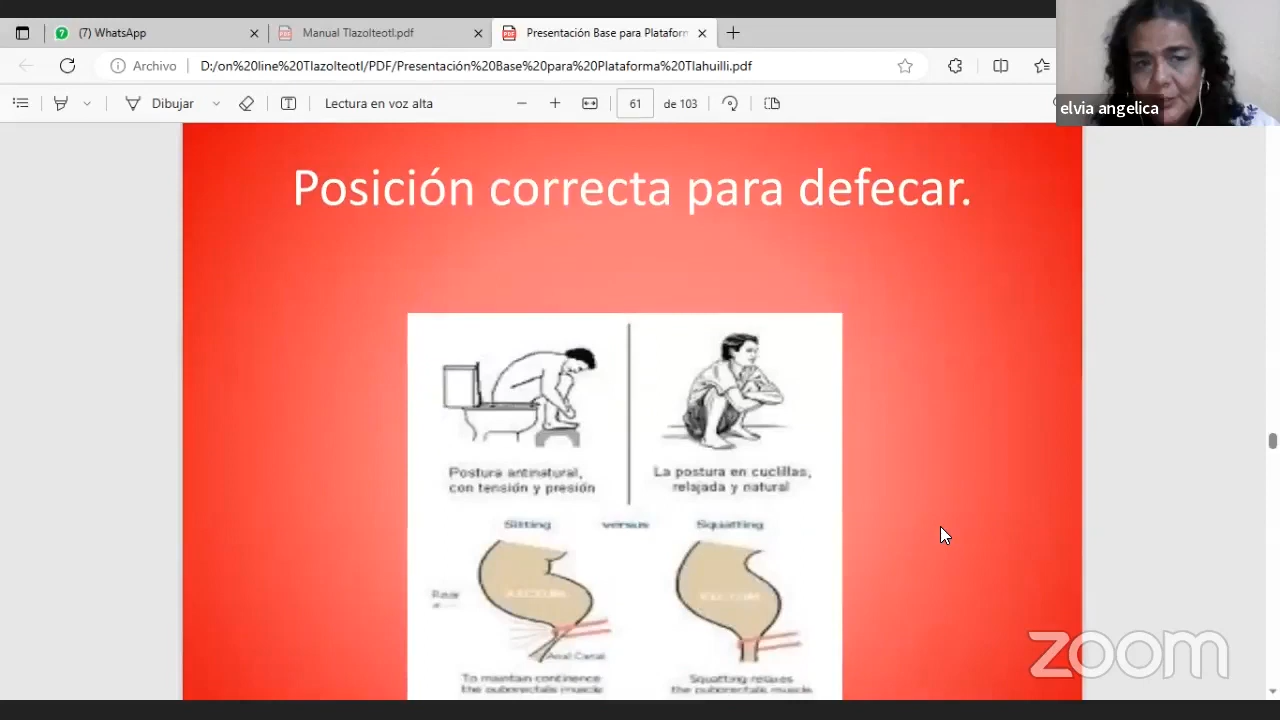 (7) WhatsApp
Manual Tlazolteotl.pdf
Presentación Base para Plataform
Archivo
D:/on%20line%20Tlazolteotl/PDF/Presentación%20Base%20para%20Plataforma%20Tlahuilli.pdf
Dibujar
Lectura en voz alta
61
de 103
elvia angelica
Posición correcta para defecar.
Postura antinatural,
con tensión y presión
La postura en cuclillas,
relajada y natural
Sitting
versus
Squatting
RECTUM
RECTUM
Anal Canal
To maintain continence
the puborectalis muscle
Squatting relaxes
the puborectalis muscle
zoom